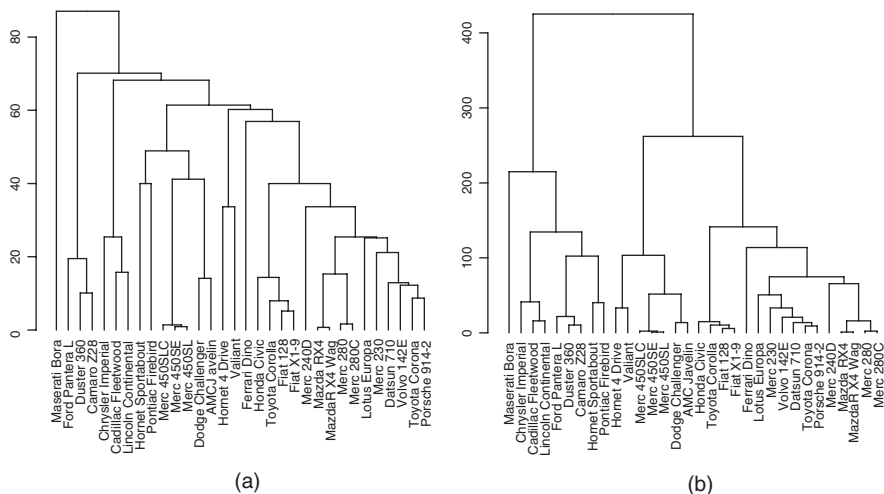 80
60
40
20
0
Maserati Bora
Ford Pantera L
Duster 360
Camaro Z28
Chrysler Imperial
Cadillac Fleetwood
Lincoln Continental
Hornet Sportabout
Pontiac Firebird
Merc 450SLC
Merc 450SE
Merc 450SL
Dodge Challenger
AMCJ Javelin
Hornet 4 Drive
Valiant
Ferrari Dino
Honda Civic
Toyota Corolla
Fiat 128
Fiat X1-9
Merc 240D
Mazda RX4
MazdaR X4 Wag
Merc 280
Merc 280C
Lotus Europa
Merc 230
Datsun 710
Volvo 142E
Toyota Corona
Porsche 914-2
(a)
400
300
200
100
0
Maserati Bora
Chrysler Imperial
Cadillac Fleetwood
Lincoln Continental
Ford Pantera L
Duster 360
Camaro Z28
Hornet Sportabout
Pontiac Firebird
Hornet 4 Drive
Valiant
Merc 450SLC
Merc 450SE
Merc 450SL
Dodge Challenger
AMC Javelin
Honda Civic
Toyota Corolla
Fiat 128
Fiat X1-9
Ferrari Dino
Lotus Europa
Merc 230
Volvo 142E
Datsun 710
Toyota Corona
Porsche 914-2
Merc 240D
Mazda RX4
MazdaR X4 Wag
Merc 280
Merc 280C
(b)